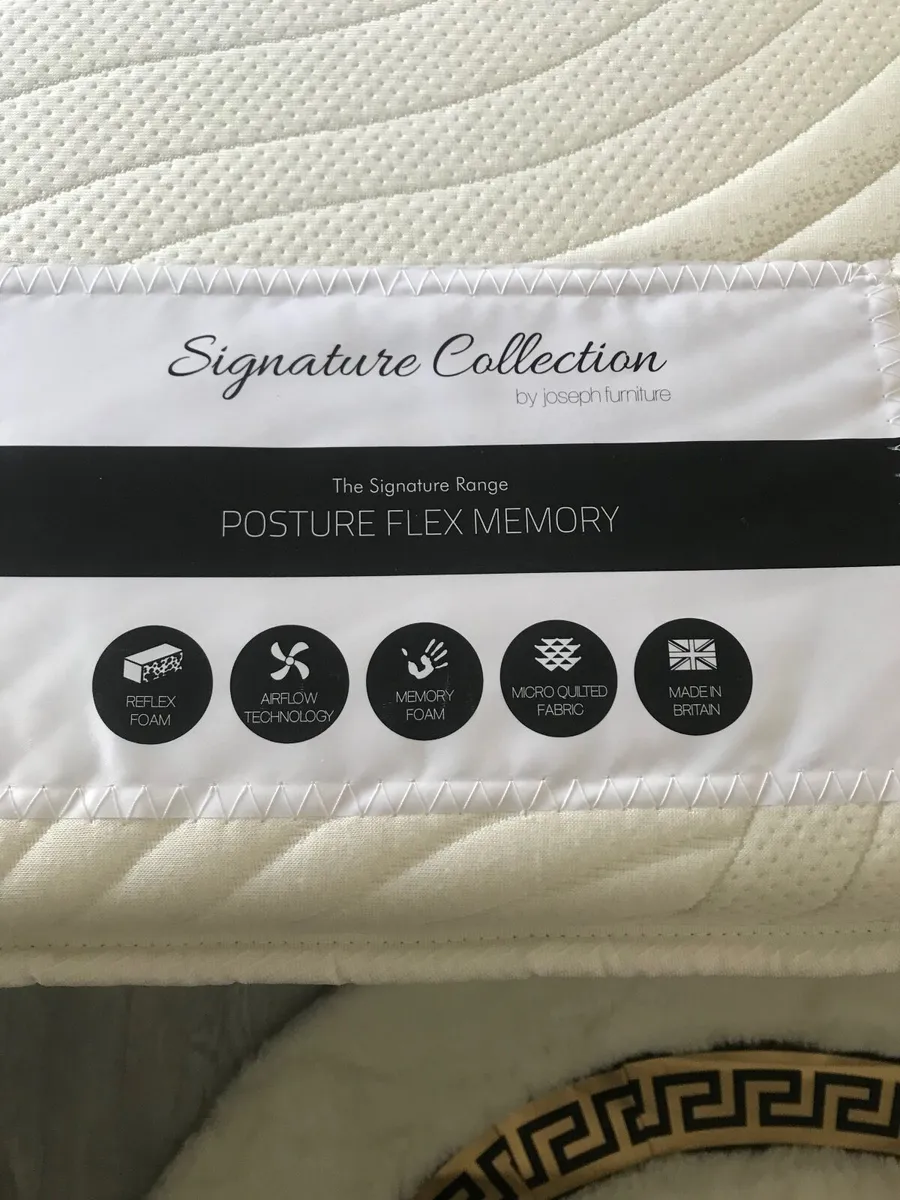 Signature Collection
by joseph furniture
The Signature Range
POSTURE FLEX MEMORY
REFLEX
FOAM
AIRFLOW
TECHNOLOGY
MEMORY
FOAM
MICRO QUILTED
FABRIC
MADE IN
BRITAIN